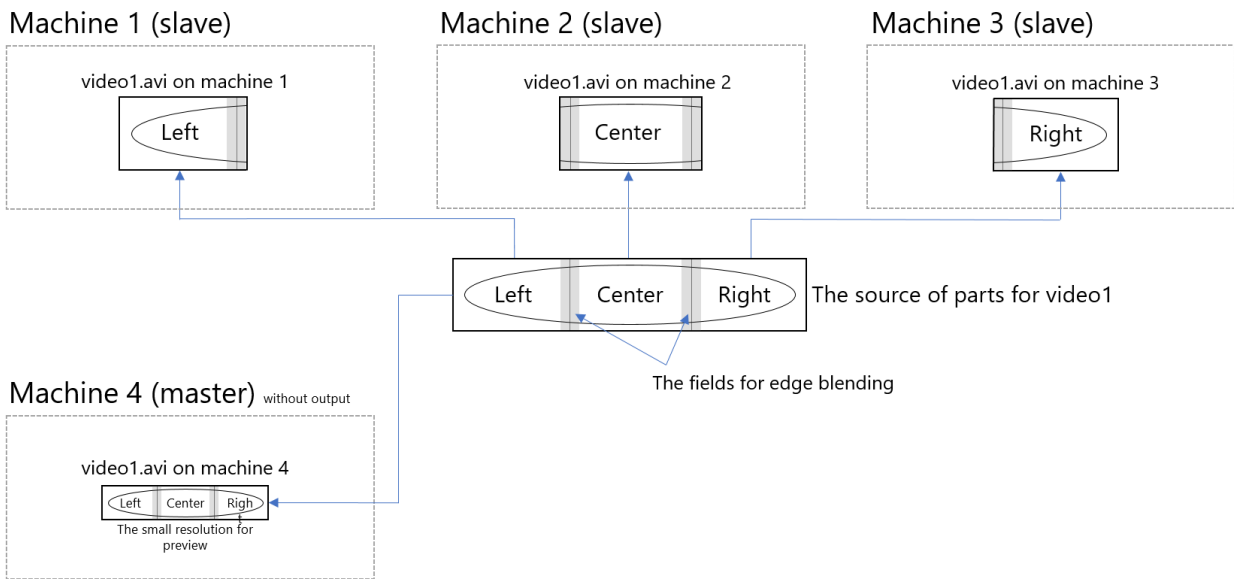 Machine 1 (slave)
Machine 2 (slave)
Machine 3 (slave)
video1.avi on machine 1
video1.avi on machine 2
video1.avi on machine 3
Left
Center
Right
Left
Center
Right
The source of parts for video1
The fields for edge blending
Machine 4 (master) without output
video1.avi on machine 4
Left
Center
Righ
t
The small resolution for
preview